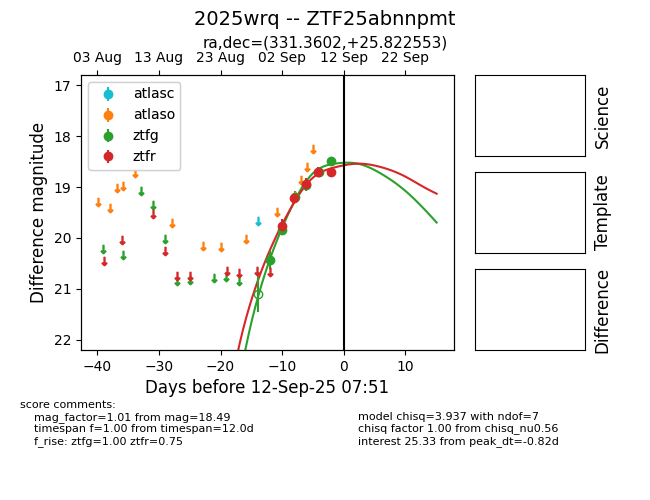 2025wrq -- ZTF25abnnpmt
ra,dec=(331.3602,+25.822553)
03 Aug 13 Aug 23 Aug 02 Sep 12 Sep 22 Sep
17
18
19
20
21
22
Difference magnitude
atlasc
atlaso
ztfg
ztfr
−40 −30 −20 −10 0 10
Days before 12-Sep-25 07:51
Science
Template
Difference
score comments:
mag_factor=1.01 from mag=18.49
timespan f=1.00 from timespan=12.0d
f_rise: ztfg=1.00 ztfr=0.75
model chisq=3.937 with ndof=7
chisq factor 1.00 from chisq_nu0.56
interest 25.33 from peak_dt=-0.82d